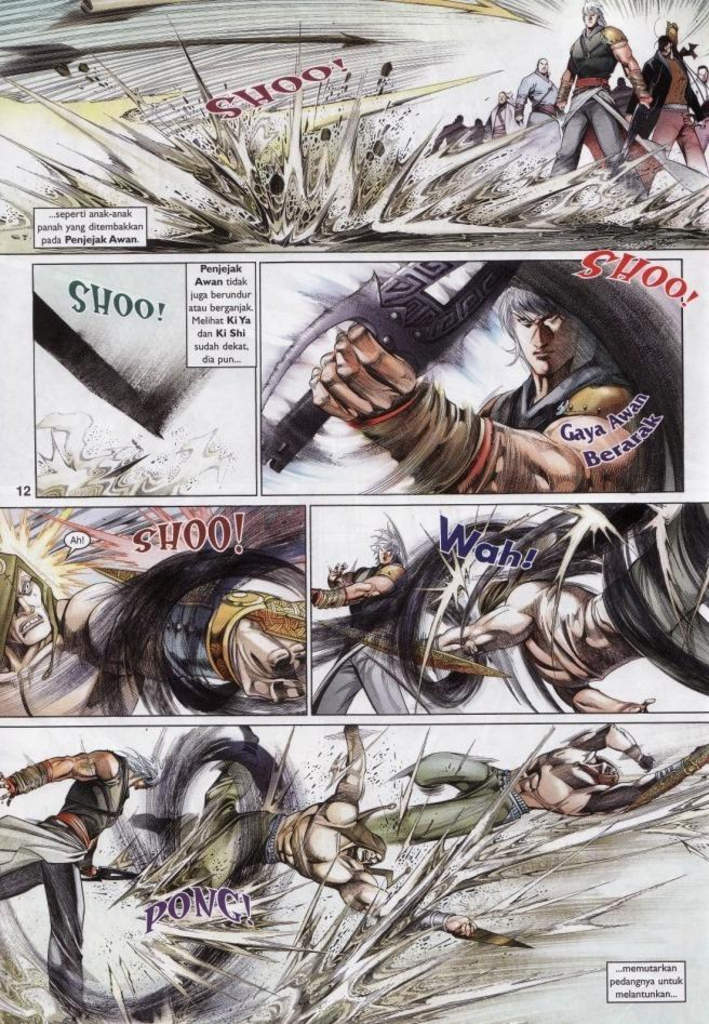 SHOO!
...seperti anak-anak
panah yang ditembakkan
pada Penjejak Awan.
SHOO!
Penjejak
Awan tidak
juga berundur
atau berganjak.
Melihat Ki Ya
dan Ki Shi
sudah dekat,
dia pun...
SHOO!
Gaya Awan
Berarak
12
Ah!
SHOO!
Wah!
PONG!
...memutarkan
pedangnya untuk
melantunkan...